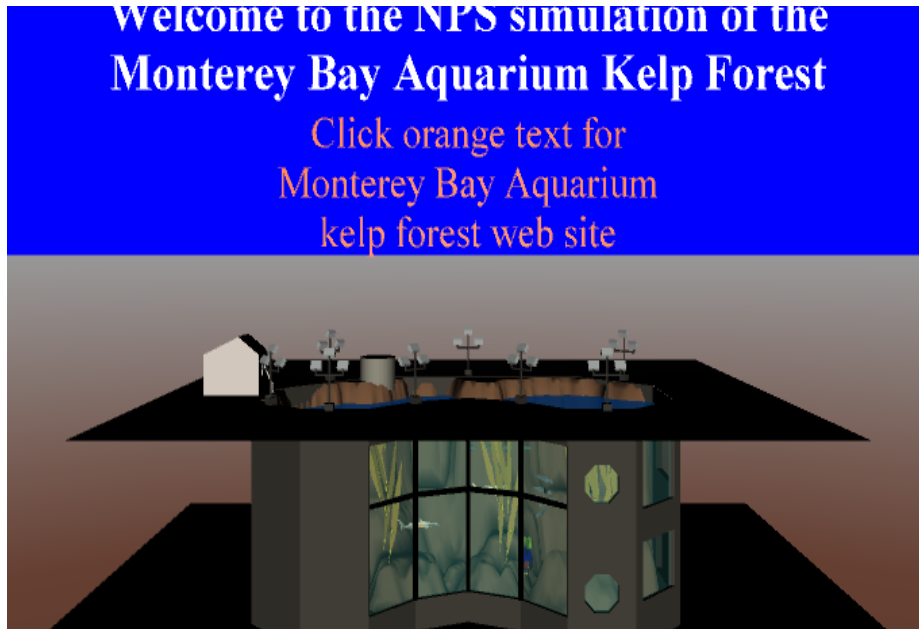 Welcome to the NPS simulation of the
Monterey Bay Aquarium Kelp Forest
Click orange text for
Monterey Bay Aquarium
kelp forest web site